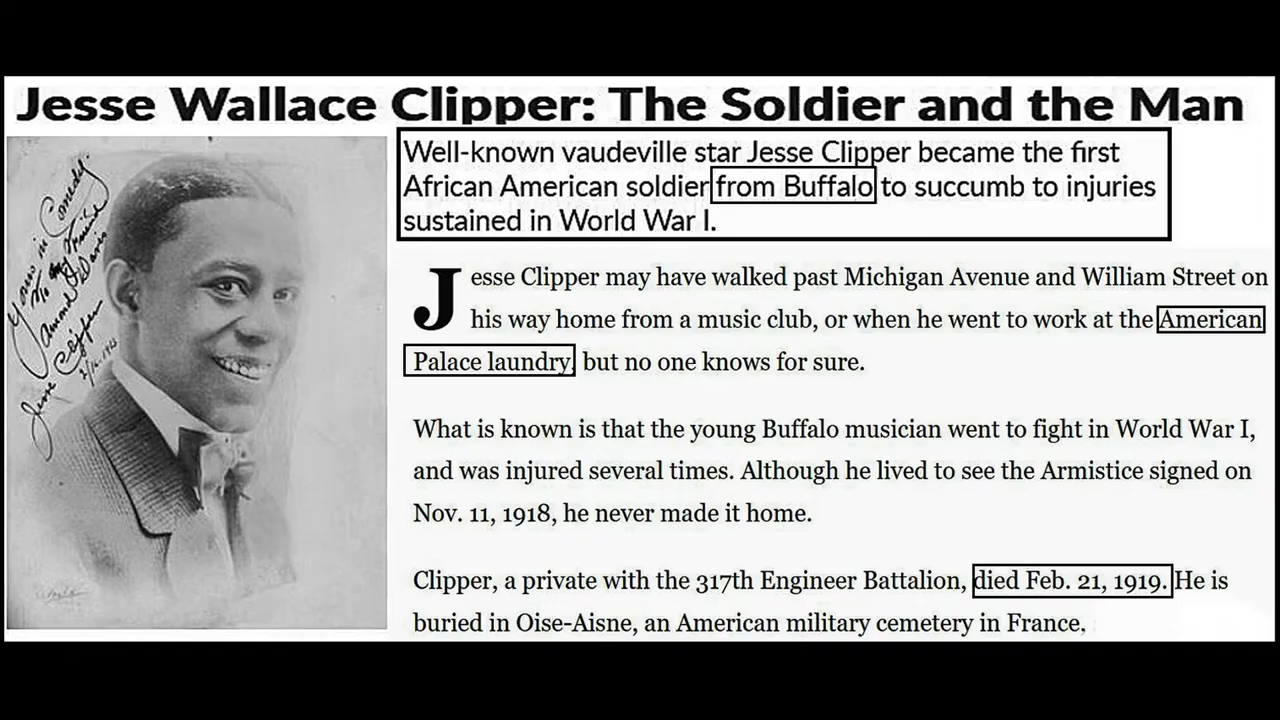 Jesse Wallace Clipper: The Soldier and the Man
Yours in Comedy.
To my Friend
Jesse Clipper
Well-known vaudeville star Jesse Clipper became the first
African American soldier from Buffalo to succumb to injuries
sustained in World War I.
Jesse Clipper may have walked past Michigan Avenue and William Street on
his way home from a music club, or when he went to work at the American
Palace laundry, but no one knows for sure.
What is known is that the young Buffalo musician went to fight in World War I,
and was injured several times. Although he lived to see the Armistice signed on
Nov. 11, 1918, he never made it home.
Clipper, a private with the 317th Engineer Battalion, died Feb. 21, 1919. He is
buried in Oise-Aisne, an American military cemetery in France.